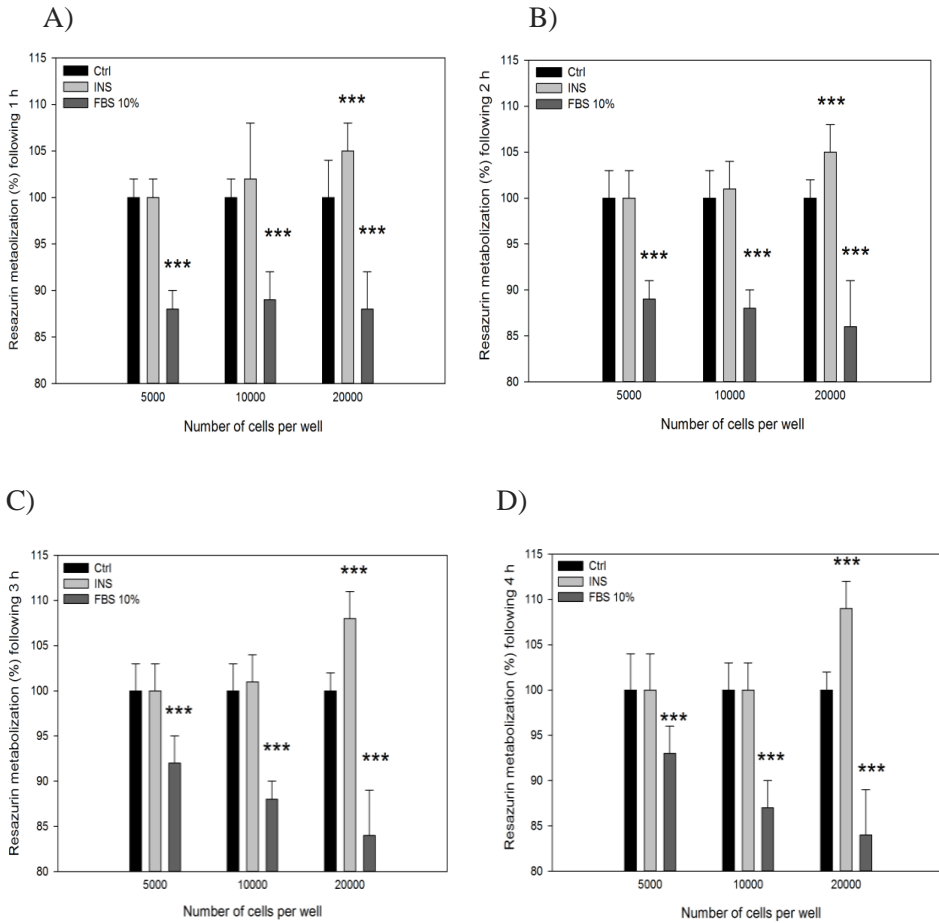 A)
115
110
105
100
95
90
85
80
Resazurin metaolization (%) following 1 h
Ctrl
INS
FBS 10%
***
***
***
***
5000
10000
20000
Number of cells per well
B)
115
110
105
100
95
90
85
80
Resazurin metabolization (%) following 2 h
Ctrl
INS
FBS 10%
***
***
***
***
5000
10000
20000
Number of cells per well
C)
115
110
105
100
95
90
85
80
Resazurin metabolization (%) following 3 h
Ctrl
INS
FBS 10%
***
***
***
***
5000
10000
20000
Number of cells per well
D)
115
110
105
100
95
90
85
80
Resazurin metabolization (%) following 4 h
Ctrl
INS
FBS 10%
***
***
***
***
5000
10000
20000
Number of cells per well